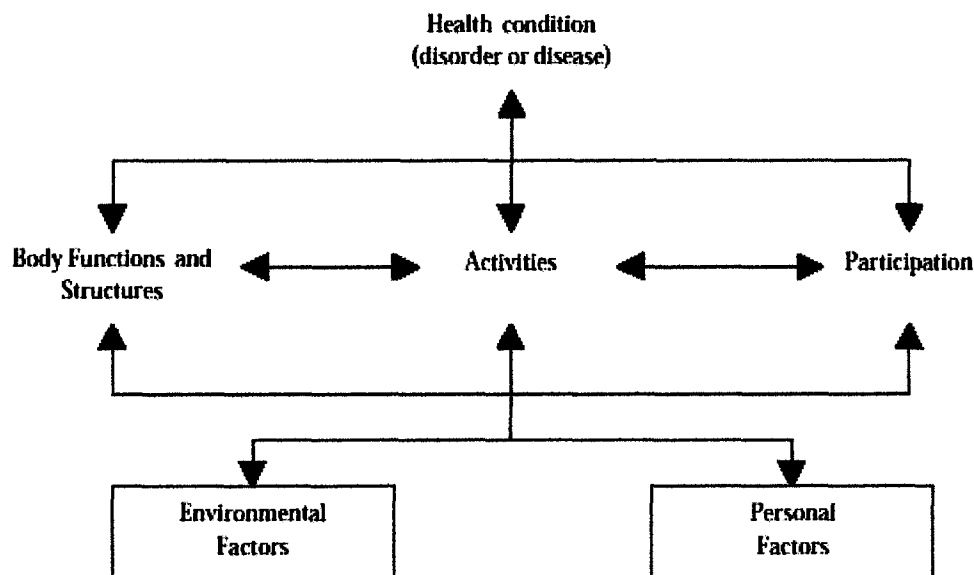 Health condition
(disorder or disease)
Body Functions and
Structures
Activities
Participation
Environmental
Factors
Personal
Factors